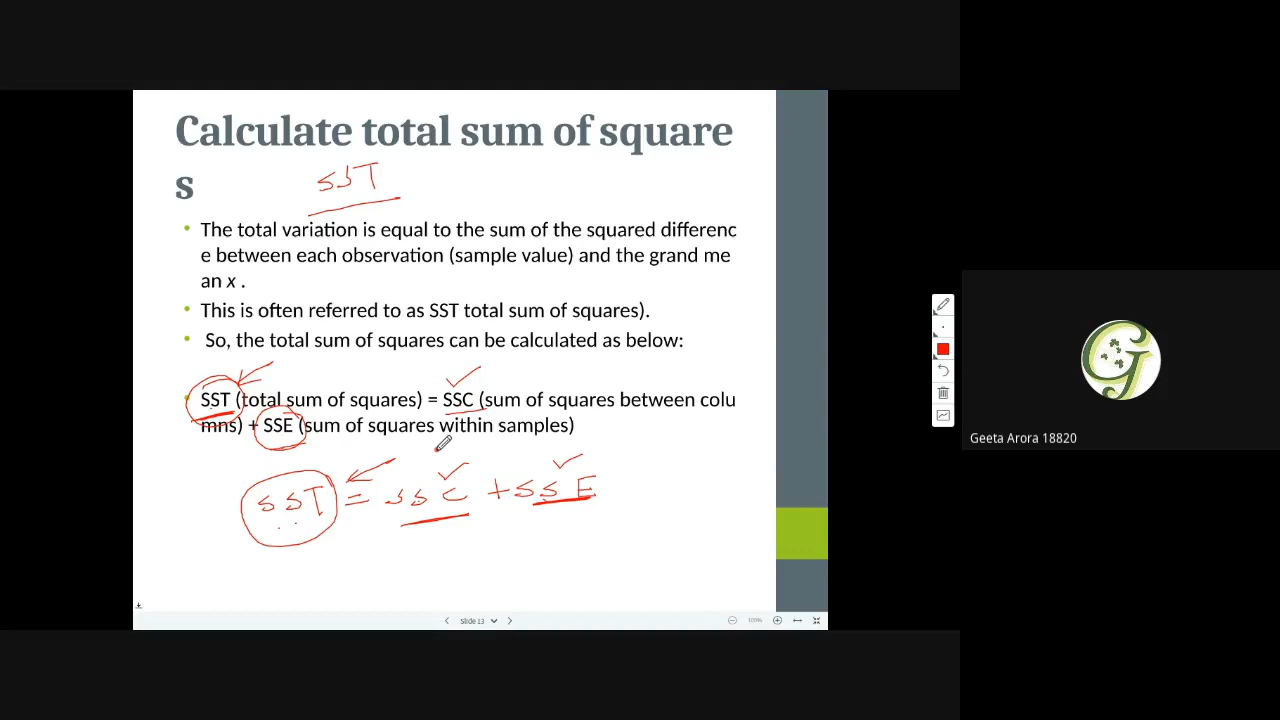 Calculate total sum of square
s
SST
• The total variation is equal to the sum of the squared differenc
e between each observation (sample value) and the grand me
an x .
• This is often referred to as SST total sum of squares).
• So, the total sum of squares can be calculated as below:
• SST (total sum of squares) = SSC (sum of squares between colu
mns) + SSE (sum of squares within samples)
SST = SSC + SSE
Slide 13
100%
G
Geeta Arora 18820